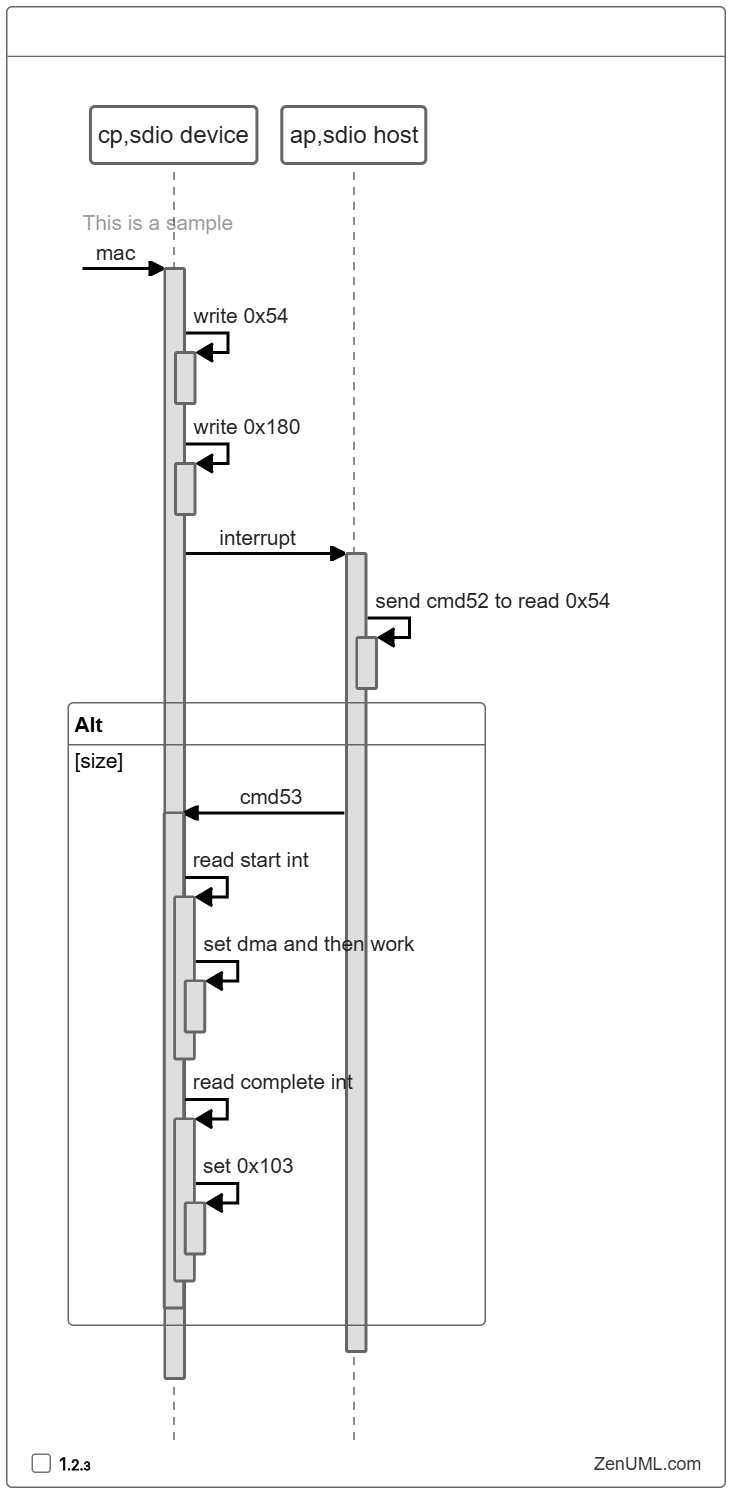 cp,sdio device
ap,sdio host
This is a sample
mac
write 0x54
write 0x180
interrupt
send cmd52 to read 0x54
Alt
[size]
cmd53
read start int
set dma and then work
read complete int
set 0x103
1.2.3
ZenUML.com